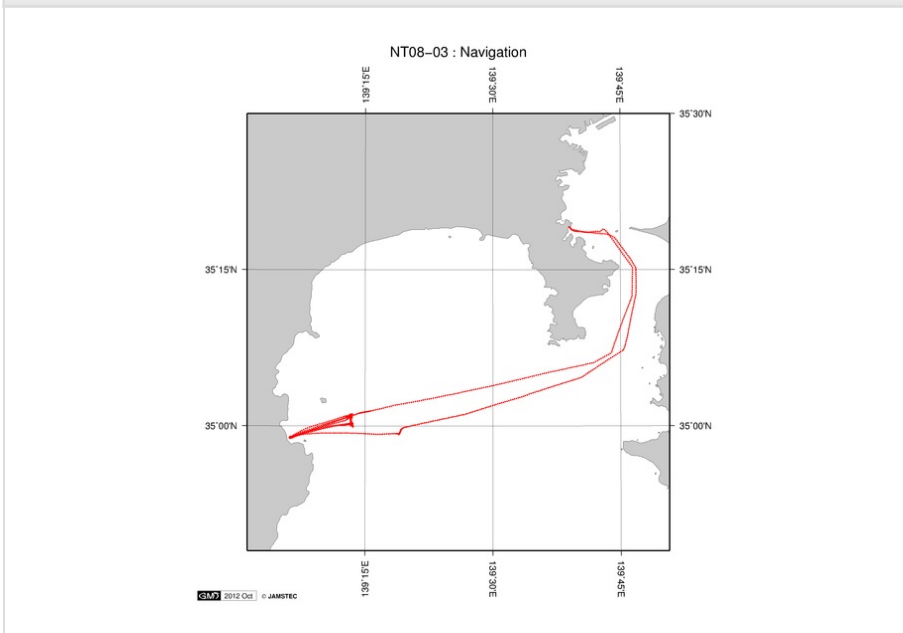 NT08−03 : Navigation
139˚15'E
139˚30'E
139˚45'E
35˚30'N
35˚15'N
35˚15'N
35˚00'N
35˚00'N
139˚15'E
139˚30'E
139˚45'E
GMT 2012 Oct © JAMSTEC